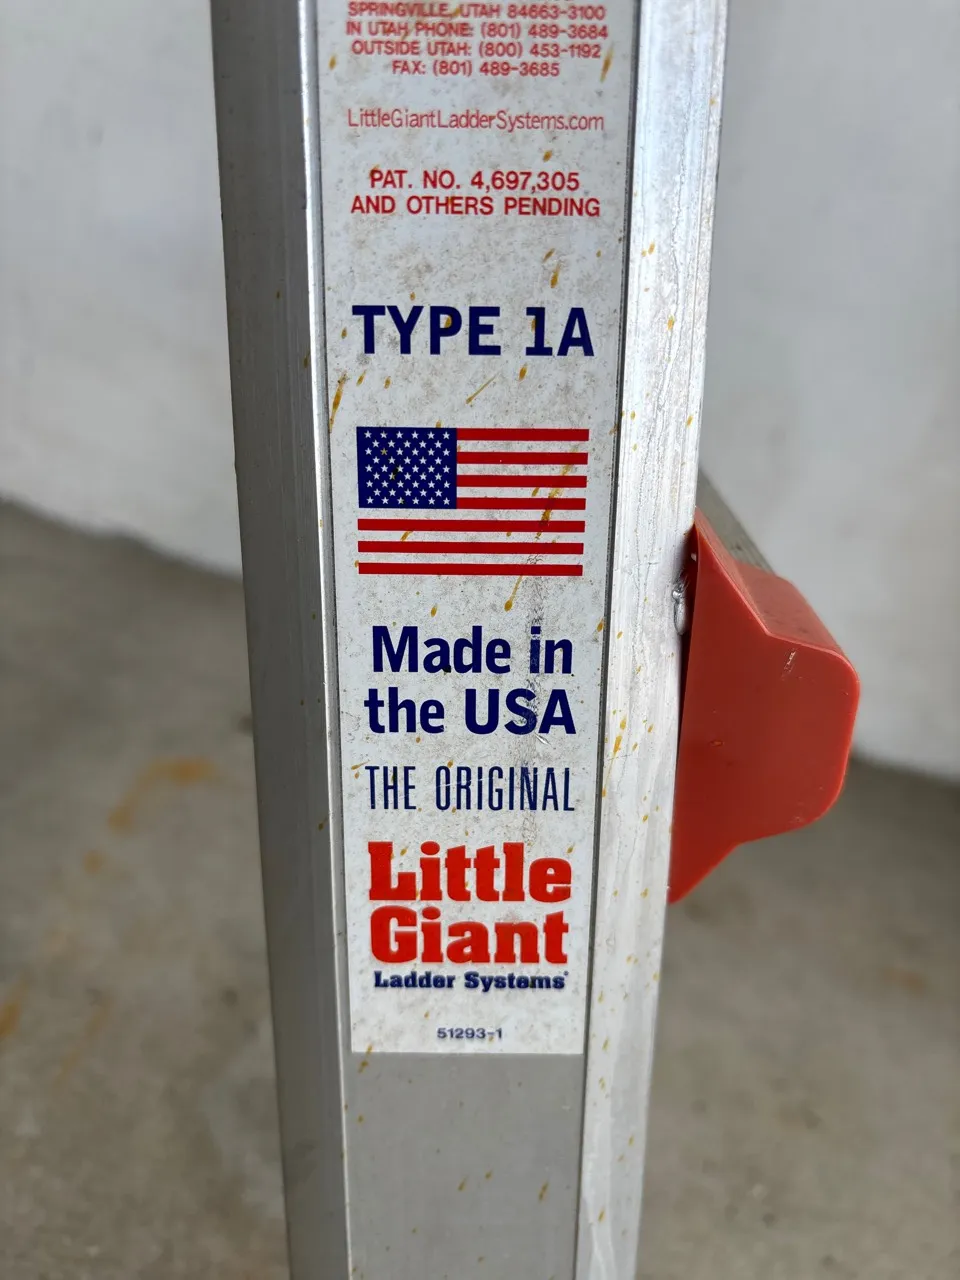 SPRINGVILLE, UTAH 84663-3100
IN UTAH PHONE: (801) 489-3684
OUTSIDE UTAH: (800) 453-1192
FAX: (801) 489-3685
LittleGiantLadderSystems.com
PAT. NO. 4,697,305
AND OTHERS PENDING
TYPE 1A
Made in
the USA
THE ORIGINAL
Little
Giant
Ladder Systems
51293-1